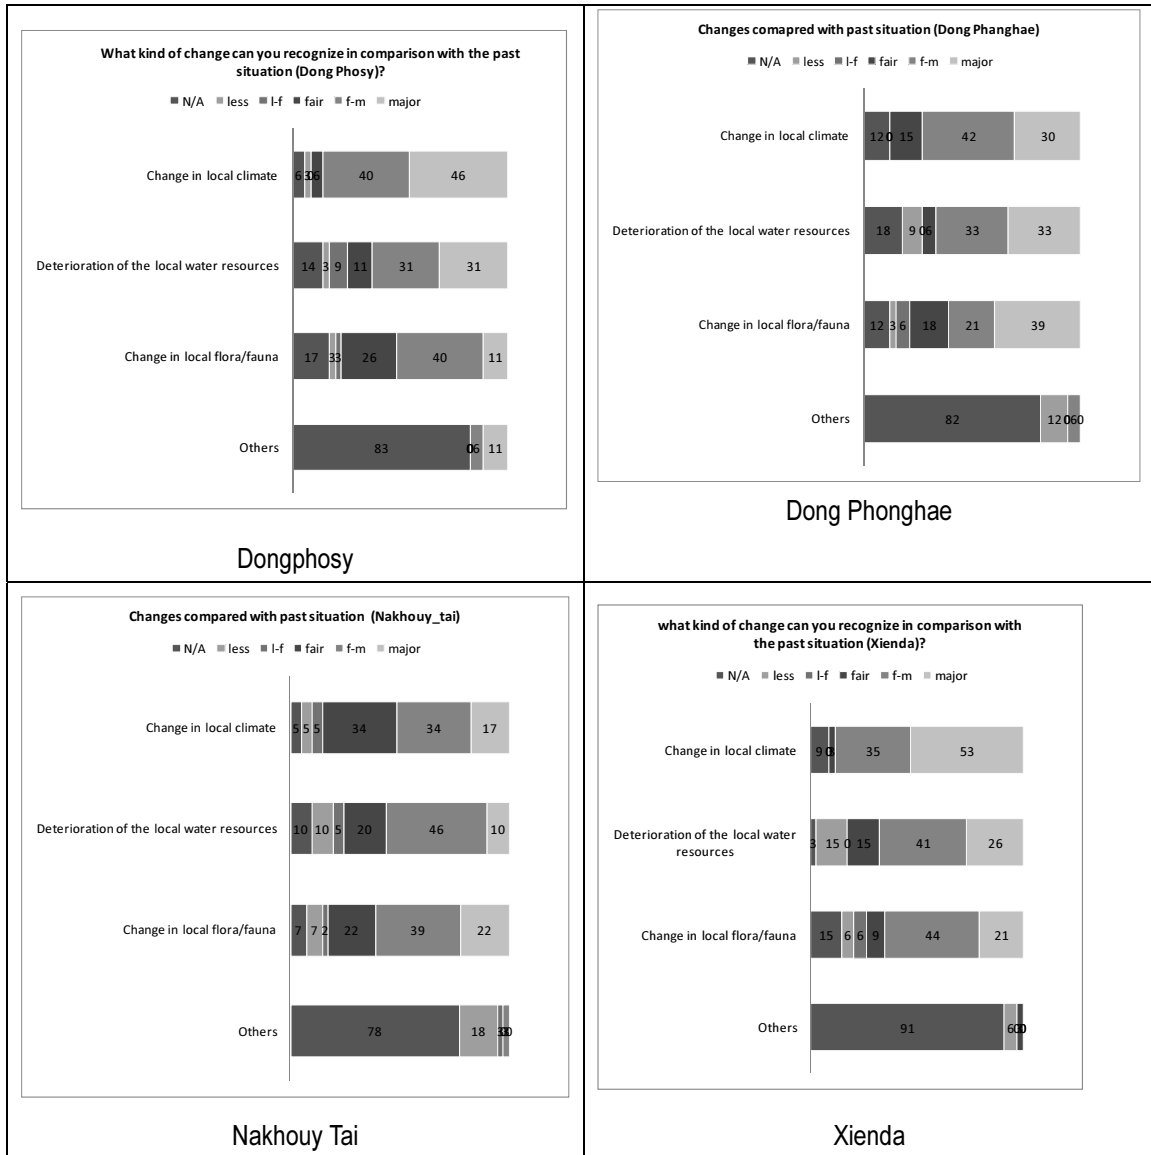 What kind of change can you recognize in comparison with the past
situation (Dong Phosy)?
N/A less l-f fair f-m major
Change in local climate 6 3 0 6 40 46
Deterioration of the local water resources 14 3 9 11 31 31
Change in local flora/fauna 17 3 3 26 40 11
Others 83 0 6 11
Dongphosy
Changes comapred with past situation (Dong Phanghae)
N/A less l-f fair f-m major
Change in local climate 12 0 15 42 30
Deterioration of the local water resources 18 9 0 6 33 33
Change in local flora/fauna 12 3 6 18 21 39
Others 82 12 0 6 0
Dong Phonghae
Changes compared with past situation (Nakhouy_tai)
N/A less l-f fair f-m major
Change in local climate 5 5 5 34 34 17
Deterioration of the local water resources 10 10 5 20 46 10
Change in local flora/fauna 7 7 2 22 39 22
Others 78 18 3 0
Nakhouy Tai
what kind of change can you recognize in comparison with
the past situation (Xienda)?
N/A less l-f fair f-m major
Change in local climate 9 0 3 35 53
Deterioration of the local water
resources 3 15 0 15 41 26
Change in local flora/fauna 15 6 6 9 44 21
Others 91 6 0 3 0
Xienda